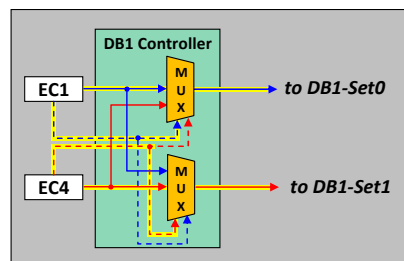 DB1 Controller
EC1
M
U
X
to DB1-Set0
EC4
M
U
X
to DB1-Set1